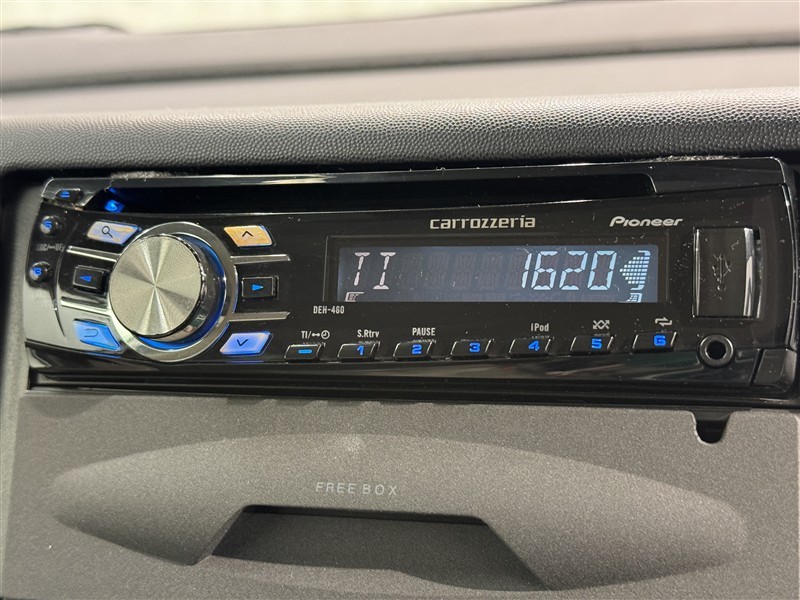 carrozzeria
Pioneer
TI 1620
DEH-460
TI/
S.Rtrv
PAUSE
iPod
1
2
3
4
5
6
FREE BOX